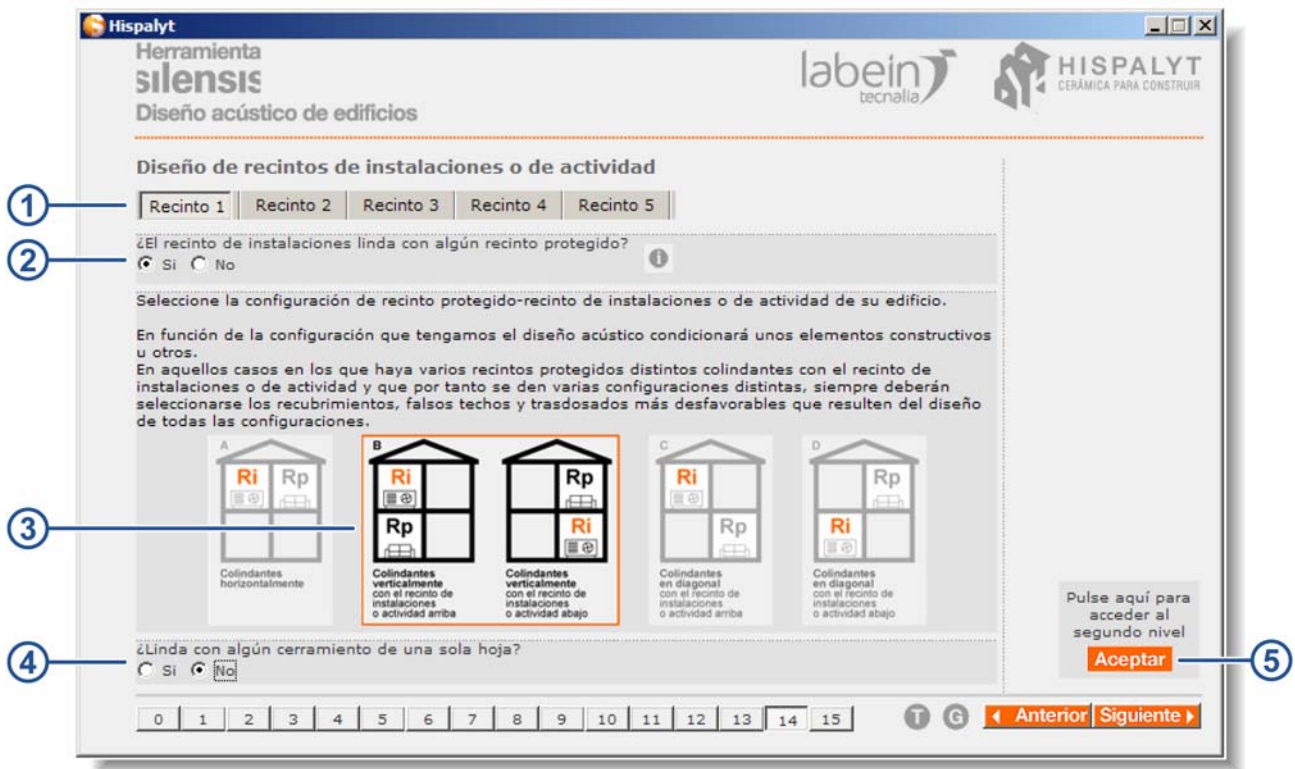 Hispalyt
Herramienta
silensis
Diseño acústico de edificios
labein
tecnalia
HISPALYT
CERÁMICA PARA CONSTRUIR
Diseño de recintos de instalaciones o de actividad
1
Recinto 1 Recinto 2 Recinto 3 Recinto 4 Recinto 5
2
¿El recinto de instalaciones linda con algún recinto protegido?
Si No
i
Seleccione la configuración de recinto protegido-recinto de instalaciones o de actividad de su edificio.
En función de la configuración que tengamos el diseño acústico condicionará unos elementos constructivos
u otros.
En aquellos casos en los que haya varios recintos protegidos distintos colindantes con el recinto de
instalaciones o de actividad y que por tanto se den varias configuraciones distintas, siempre deberán
seleccionarse los recubrimientos, falsos techos y trasdosados más desfavorables que resulten del diseño
de todas las configuraciones.
3
A
Ri Rp
Colindantes
horizontalmente
B
Ri
Rp
Colindantes
verticalmente
con el recinto de
instalaciones
o actividad arriba
Rp
Ri
Colindantes
verticalmente
con el recinto de
instalaciones
o actividad abajo
C
Ri
Rp
Colindantes
en diagonal
con el recinto de
instalaciones
o actividad arriba
D
Rp
Ri
Colindantes
en diagonal
con el recinto de
instalaciones
o actividad abajo
4
¿Linda con algún cerramiento de una sola hoja?
Si No
Pulse aquí para
acceder al
segundo nivel
Aceptar
5
0 1 2 3 4 5 6 7 8 9 10 11 12 13 14 15
T G Anterior Siguiente